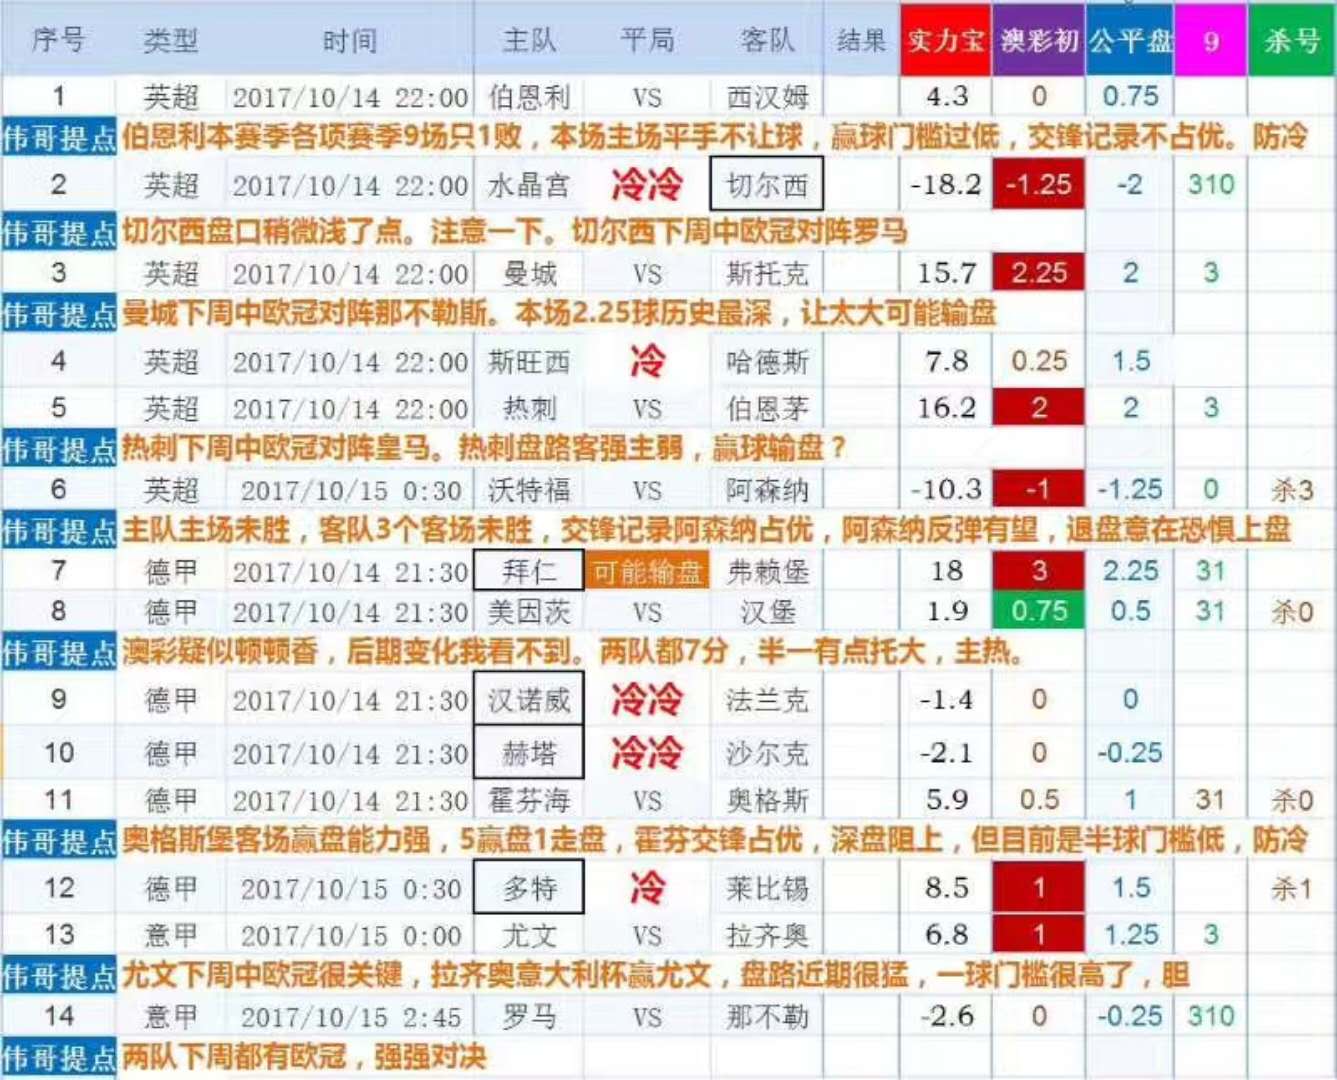 序号 类型 时间 主队 平局 客队 结果 实力宝 澳彩初 公平盘 9 杀号
1 英超 2017/10/14 22:00 伯恩利 VS 西汉姆 4.3 0 0.75
伟哥提点 伯恩利本赛季各项赛季9场只1败，本场主场平手不让球，赢球门槛过低，交锋记录不占优。防冷
2 英超 2017/10/14 22:00 水晶宫 冷冷 切尔西 -18.2 -1.25 -2 310
伟哥提点 切尔西盘口稍微浅了点。注意一下。切尔西下周中欧冠对阵罗马
3 英超 2017/10/14 22:00 曼城 VS 斯托克 15.7 2.25 2 3
伟哥提点 曼城下周中欧冠对阵那不勒斯。本场2.25球历史最深，让太大可能输盘
4 英超 2017/10/14 22:00 斯旺西 冷 哈德斯 7.8 0.25 1.5
5 英超 2017/10/14 22:00 热刺 VS 伯恩茅 16.2 2 2 3
伟哥提点 热刺下周中欧冠对阵皇马。热刺盘路客强主弱，赢球输盘？
6 英超 2017/10/15 0:30 沃特福 VS 阿森纳 -10.3 -1 -1.25 0 杀3
伟哥提点 主队主场未胜，客队3个客场未胜，交锋记录阿森纳占优，阿森纳反弹有望，退盘意在恐惧上盘
7 德甲 2017/10/14 21:30 拜仁 可能输盘 弗赖堡 18 3 2.25 31
8 德甲 2017/10/14 21:30 美因茨 VS 汉堡 1.9 0.75 0.5 31 杀0
伟哥提点 澳彩疑似顿顿香，后期变化我看不到。两队都7分，半一有点托大，主热。
9 德甲 2017/10/14 21:30 汉诺威 冷冷 法兰克 -1.4 0 0
10 德甲 2017/10/14 21:30 赫塔 冷冷 沙尔克 -2.1 0 -0.25
11 德甲 2017/10/14 21:30 霍芬海 VS 奥格斯 5.9 0.5 1 31 杀0
伟哥提点 奥格斯堡客场赢盘能力强，5赢盘1走盘，霍芬交锋占优，深盘阻上，但目前是半球门槛低，防冷
12 德甲 2017/10/15 0:30 多特 冷 莱比锡 8.5 1 1.5 杀1
13 意甲 2017/10/15 0:00 尤文 VS 拉齐奥 6.8 1 1.25 3
伟哥提点 尤文下周中欧冠很关键，拉齐奥意大利杯赢尤文，盘路近期很猛，一球门槛很高了，胆
14 意甲 2017/10/15 2:45 罗马 VS 那不勒 -2.6 0 -0.25 310
伟哥提点 两队下周都有欧冠，强强对决